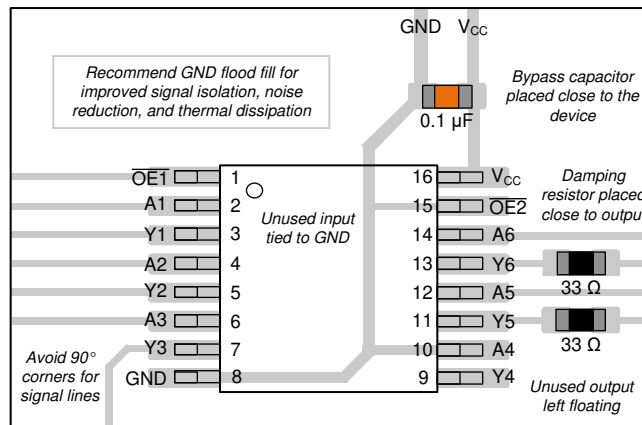 GND VCC
Recommend GND flood fill for
improved signal isolation, noise
reduction, and thermal dissipation
Bypass capacitor
placed close to the
device
0.1 µF
OE1 1 16 VCC
Damping
resistor placed
close to output
A1 2 15 OE2
Unused input
tied to GND
Y1 3 14 A6
A2 4 13 Y6
33 Ω
Y2 5 12 A5
A3 6 11 Y5
33 Ω
Y3 7 10 A4
Avoid 90°
corners for
signal lines
GND 8 9 Y4
Unused output
left floating